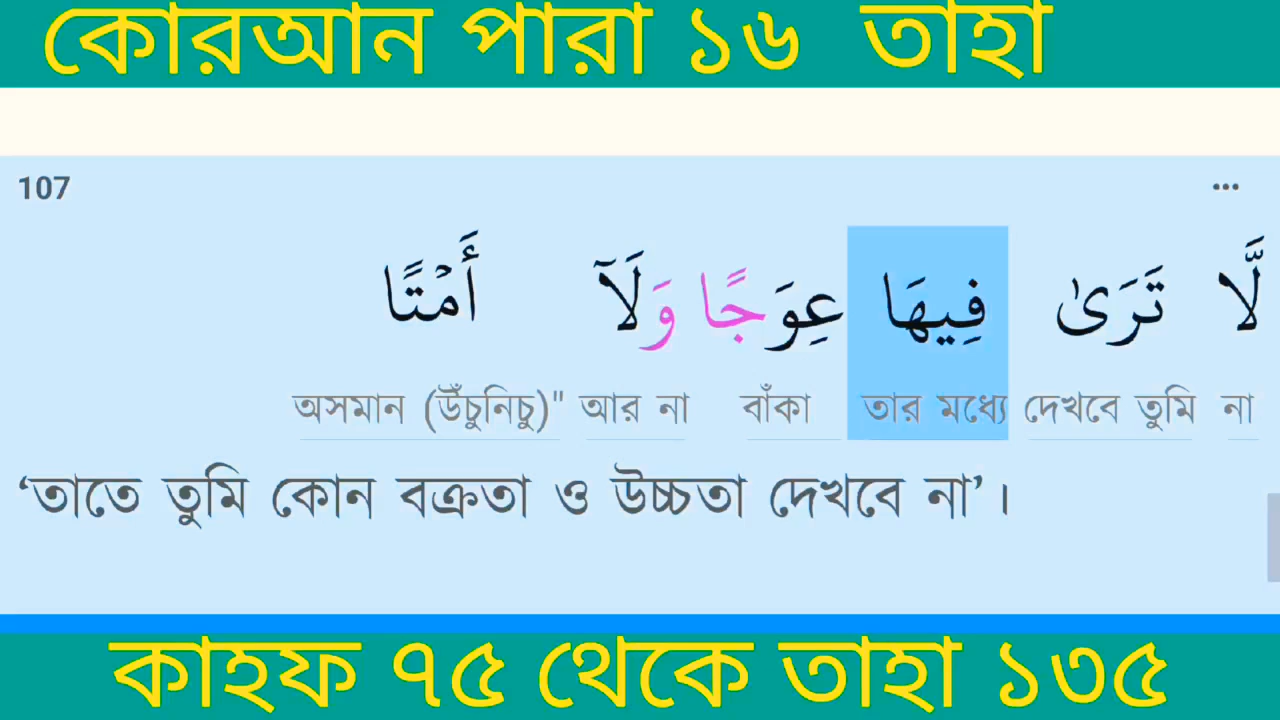 কোরআন পারা ১৬ তাহা
107
لَّا تَرَىٰ فِيهَا عِوَجًا وَلَآ أَمْتًا
অসমান (উঁচুনিচু)" আর না বাঁকা তার মধ্যে দেখবে তুমি না
‘তাতে তুমি কোন বক্রতা ও উচ্চতা দেখবে না’।
কাহফ ৭৫ থেকে তাহা ১৩৫